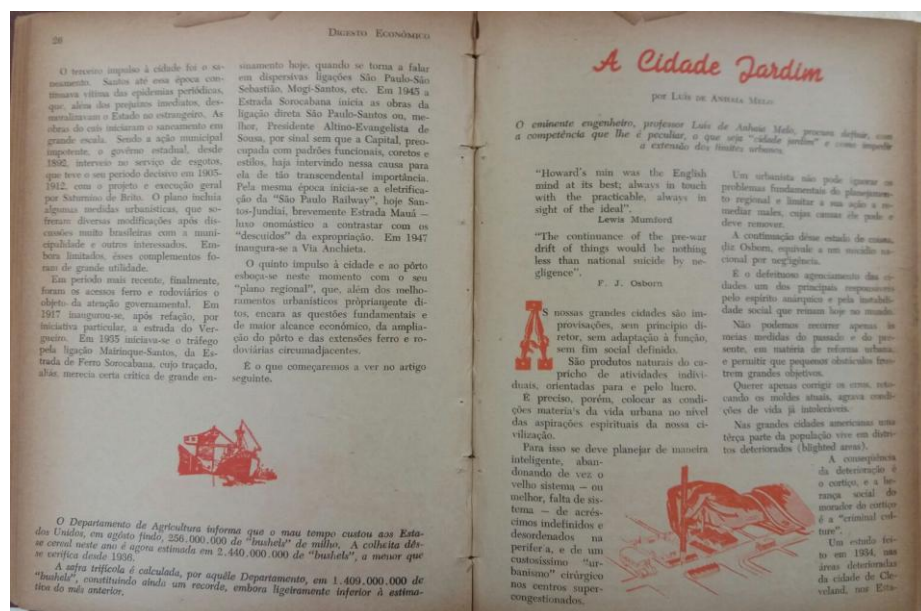 26
DIGESTO ECONÔMICO
O terceiro impulso à cidade foi o sa-
neamento. Santos até essa época con-
tinuava vítima das epidemias periódicas,
que, além dos prejuízos imediatos, des-
moralizavam o Estado no estrangeiro. As
obras do cais iniciaram o saneamento em
grande escala. Sendo a ação municipal
impotente, o govêrno estadual, desde
1892, interveio no serviço de esgotos,
que teve o seu período decisivo em 1905-
1912, com o projeto e execução geral
por Saturnino de Brito. O plano incluia
algumas medidas urbanísticas, que so-
freram diversas modificações após dis-
cussões muito brasileiras com a muni-
cipalidade e outros interessados. Em-
bora limitados, êsses complementos fo-
ram de grande utilidade.
Em período mais recente, finalmente,
foram os acessos ferro e rodoviários o
objeto da atenção governamental. Em
1917 inaugurou-se, após refação, por
iniciativa particular, a estrada do Ver-
gueiro. Em 1935 iniciava-se o tráfego
pela ligação Mairinque-Santos, da Es-
trada de Ferro Sorocabana, cujo traçado,
aliás, merecia certa crítica de grande en-
sinamento hoje, quando se torna a falar
em dispersivas ligações São Paulo-São
Sebastião, Mogi-Santos, etc. Em 1945 a
Estrada Sorocabana inicia as obras da
ligação direta São Paulo-Santos ou, me-
lhor, Presidente Altino-Evangelista de
Sousa, por sinal sem que a Capital, preo-
cupada com padrões funcionais, coretos e
estilos, haja intervindo nessa causa para
ela de tão transcendental importância.
Pela mesma época inicia-se a eletrifica-
ção da "São Paulo Railway", hoje San-
tos-Jundiaí, brevemente Estrada Mauá —
luxo onomástico a contrastar com os
"descuidos" da expropriação. Em 1947
inaugura-se a Via Anchieta.
O quinto impulso à cidade e ao pôrto
esboça-se neste momento com o seu
"plano regional", que, além dos melho-
ramentos urbanísticos pròpriamente di-
tos, encara as questões fundamentais e
de maior alcance econômico, da amplia-
ção do pôrto e das extensões ferro e ro-
doviárias circumadjacentes.
É o que começaremos a ver no artigo
seguinte.
O Departamento de Agricultura informa que o mau tempo custou aos Esta-
dos Unidos, em agôsto findo, 256.000.000 de "bushels" de milho. A colheita dês-
se cereal neste ano é agora estimada em 2.440.000.000 de "bushels", a menor que
se verifica desde 1936.
A safra tritícola é calculada, por aquêle Departamento, em 1.409.000.000 de
"bushels", constituindo ainda um recorde, embora ligeiramente inferior à estima-
tiva do mês anterior.
A Cidade Jardim
por LUÍS DE ANHAIA MELO
O eminente engenheiro, professor Luís de Anhaia Melo, procura definir, com
a competência que lhe é peculiar, o que seja "cidade jardim" e como impedir
a extensão dos limites urbanos.
"Howard's min was the English
mind at its best; always in touch
with the practicable, always in
sight of the ideal".
Lewis Mumford
"The continuance of the pre-war
drift of things would be nothing
less than national suicide by ne-
gligence".
F. J. Osborn
AS nossas grandes cidades são im-
provisações, sem princípio di-
retor, sem adaptação à função,
sem fim social definido.
São produtos naturais do ca-
pricho de atividades indivi-
duais, orientadas para e pelo lucro.
É preciso, porém, colocar as condi-
ções materia's da vida urbana no nível
das aspirações espirituais da nossa ci-
vilização.
Para isso se deve planejar de maneira
inteligente, aban-
donando de vez o
velho sistema — ou
melhor, falta de sis-
tema — de acrés-
cimos indefinidos e
desordenados na
perifer a, e de um
custosíssimo "ur-
banismo" cirúrgico
nos centros super-
congestionados.
Um urbanista não pode ignorar os
problemas fundamentais do planejamen-
to regional e limitar a sua ação a re-
mediar males, cujas causas êle pode e
deve remover.
A continuação dêsse estado de coisas,
diz Osborn, equivale a um suicídio na-
cional por negligência.
É o defeituoso agenciamento das ci-
dades um dos principais responsáveis
pelo espírito anárquico e pela instabili-
dade social que reinam hoje no mundo.
Não podemos recorrer apenas às
meias medidas do passado e do pre-
sente, em matéria de reforma urbana,
e permitir que pequenos obstáculos frus-
trem grandes objetivos.
Querer apenas corrigir os erros, reto-
cando os moldes atuais, agrava condi-
ções de vida já intoleráveis.
Nas grandes cidades americanas uma
têrça parte da população vive em distri-
tos deteriorados (blighted areas).
A conseqüência
da deterioração é
o cortiço, e a he-
rança social do
morador do cortiço
é a "criminal cul-
ture".
Um estudo fei-
to em 1934, nas
áreas deterioradas
da cidade de Cle-
veland, nos Esta-